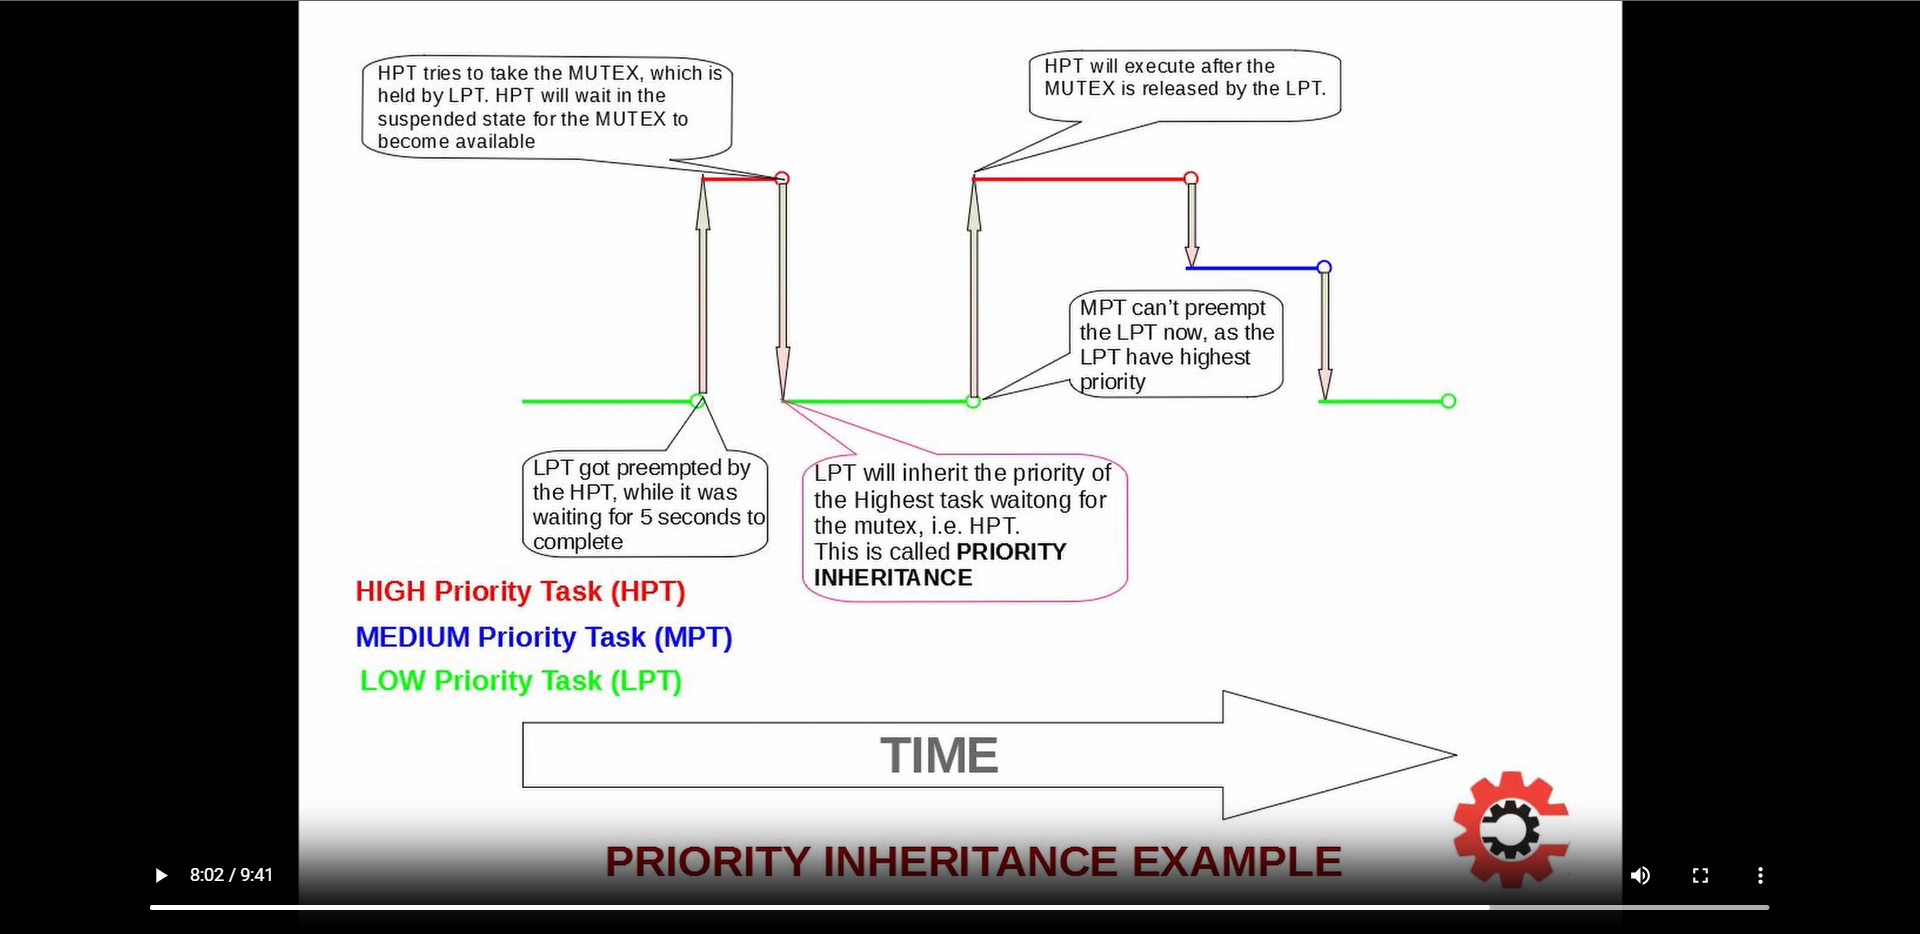 HPT tries to take the MUTEX, which is
held by LPT. HPT will wait in the
suspended state for the MUTEX to
become available
HPT will execute after the
MUTEX is released by the LPT.
MPT can't preempt
the LPT now, as the
LPT have highest
priority
LPT got preempted by
the HPT, while it was
waiting for 5 seconds to
complete
LPT will inherit the priority of
the Highest task waitong for
the mutex, i.e. HPT.
This is called PRIORITY
INHERITANCE
HIGH Priority Task (HPT)
MEDIUM Priority Task (MPT)
LOW Priority Task (LPT)
TIME
PRIORITY INHERITANCE EXAMPLE
8:02 / 9:41